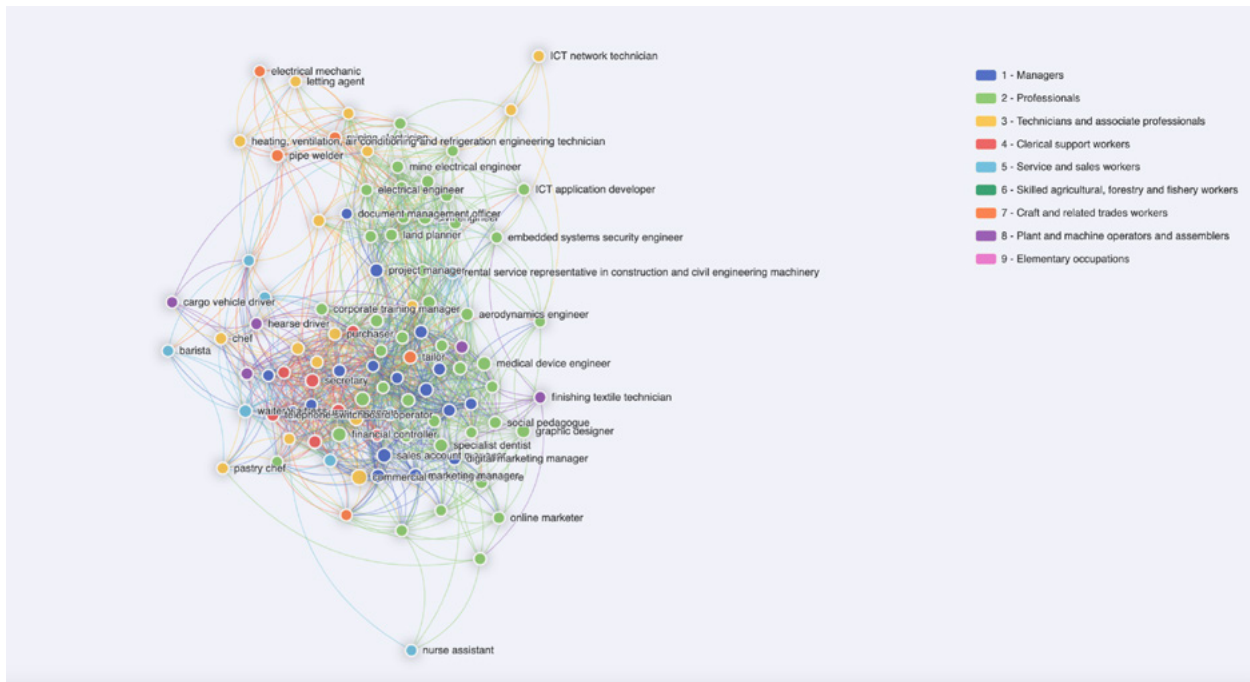 ICT network technician
electrical mechanic
letting agent
heating, ventilation, air conditioning and refrigeration engineering technician
pipe welder
mine electrical engineer
electrical engineer
ICT application developer
document management officer
land planner
embedded systems security engineer
project manager
rental service representative in construction and civil engineering machinery
cargo vehicle driver
corporate training manager
aerodynamics engineer
hearse driver
chef
purchaser
barista
tailor
medical device engineer
secretary
finishing textile technician
telephone switchboard operator
social pedagogue
graphic designer
financial controller
specialist dentist
sales account
digital marketing manager
pastry chef
commercial
marketing manager
online marketer
nurse assistant
1 - Managers
2 - Professionals
3 - Technicians and associate professionals
4 - Clerical support workers
5 - Service and sales workers
6 - Skilled agricultural, forestry and fishery workers
7 - Craft and related trades workers
8 - Plant and machine operators and assemblers
9 - Elementary occupations